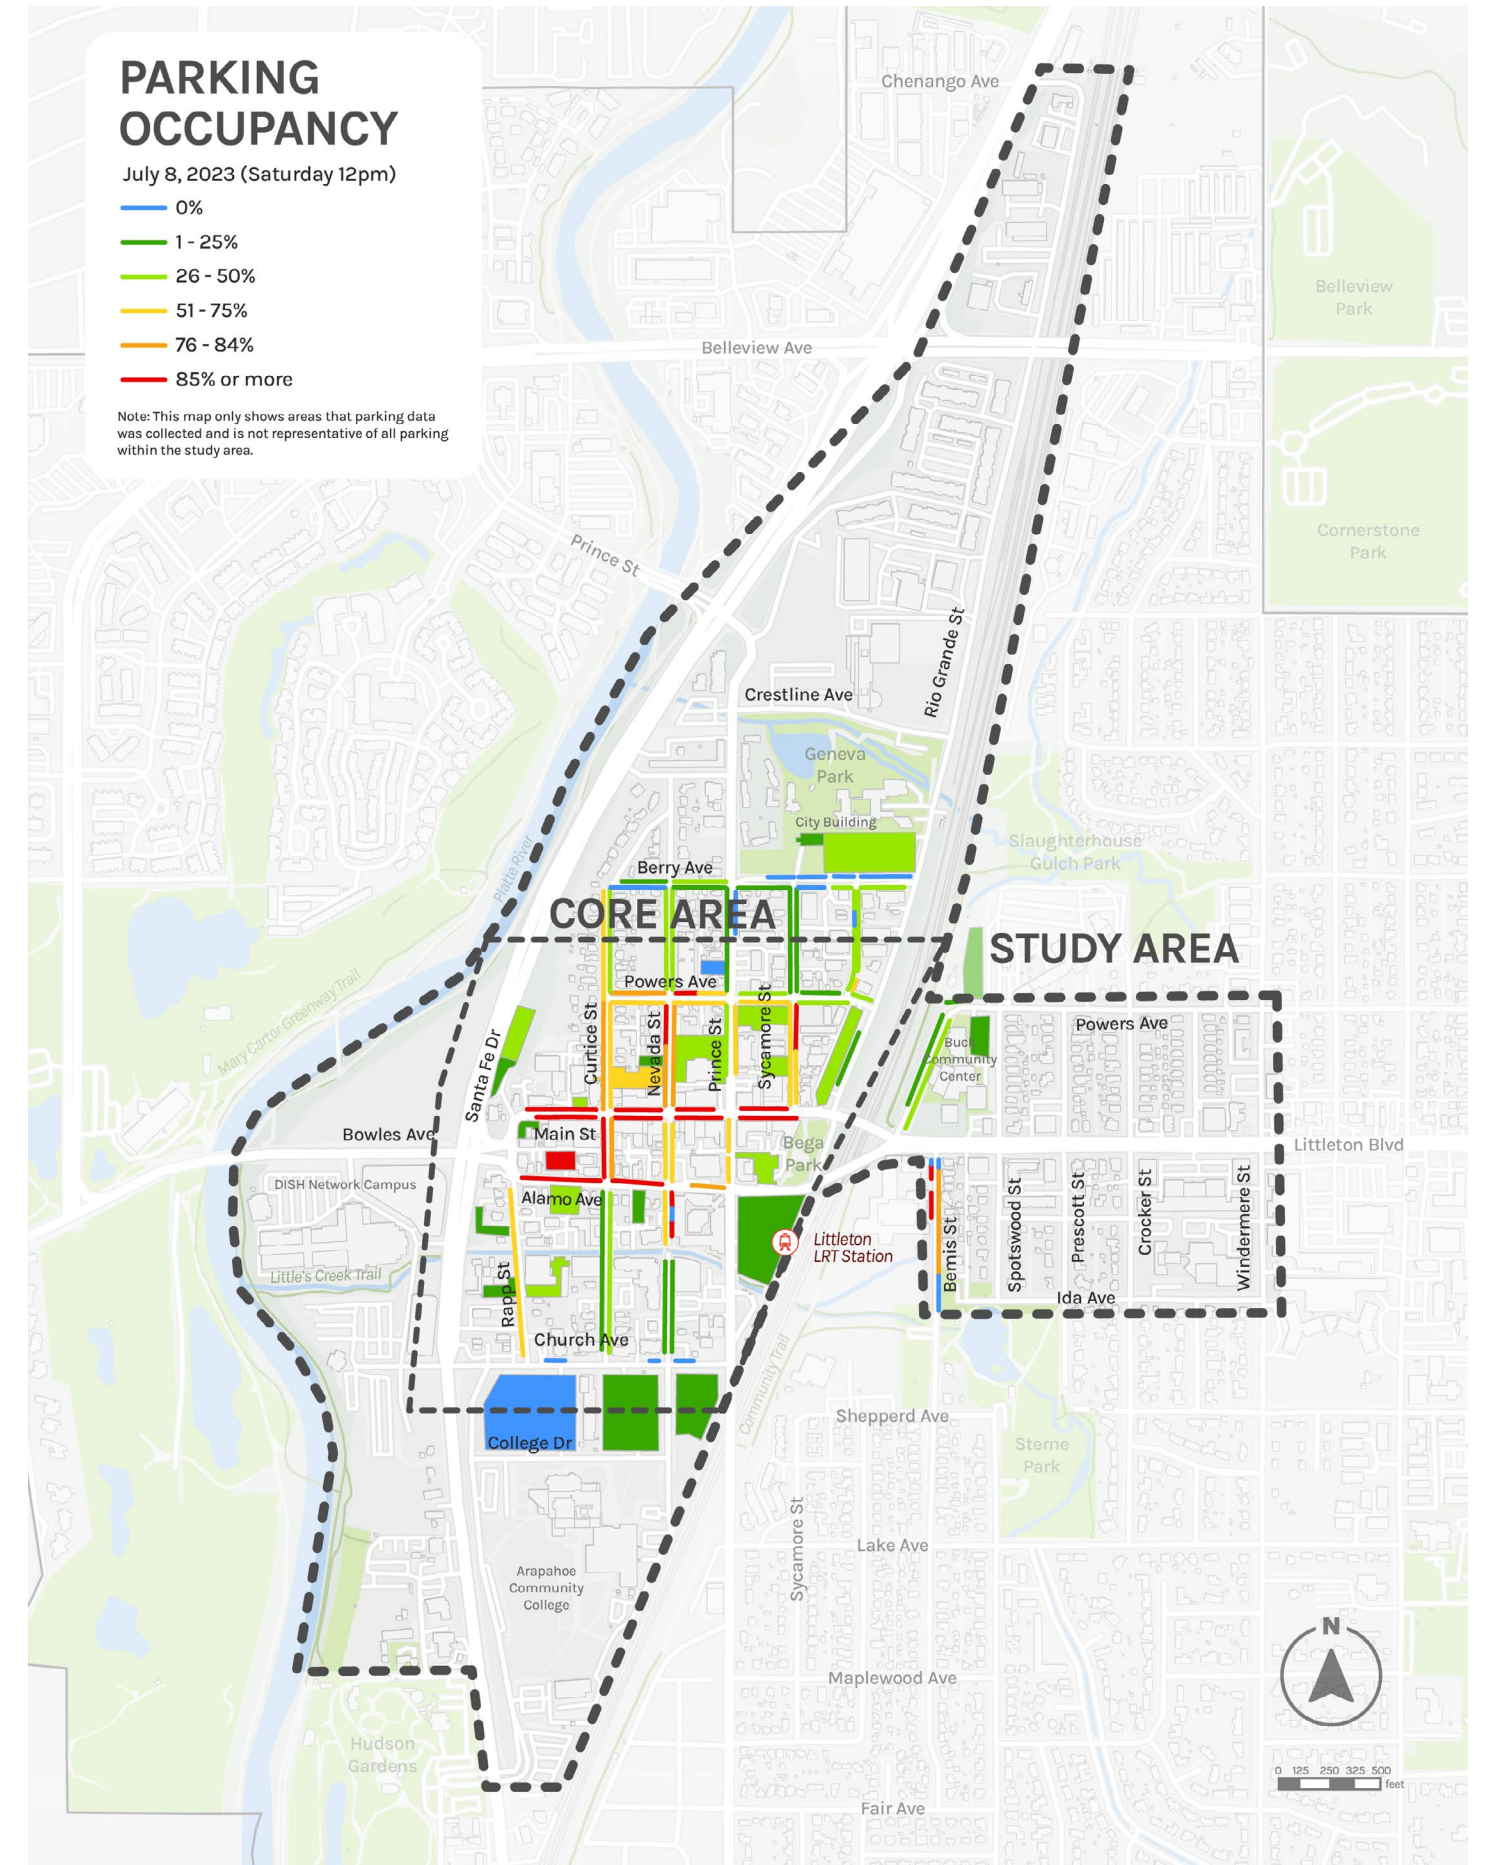 PARKING
OCCUPANCY
July 8, 2023 (Saturday 12pm)
0%
1 - 25%
26 - 50%
51 - 75%
76 - 84%
85% or more
Note: This map only shows areas that parking data
was collected and is not representative of all parking
within the study area.
Chenango Ave
Belleview
Park
Belleview Ave
Cornerstone
Park
Prince St
Rio Grande St
Crestline Ave
Geneva
Park
City Building
Slaughterhouse
Gulch Park
Platte River
Berry Ave
CORE AREA
STUDY AREA
Mary Carter Greenway Trail
Powers Ave
Santa Fe Dr
Curtice St
Nevada St
Prince St
Sycamore St
Powers Ave
Buck
Community
Center
Bowles Ave
Main St
Bega
Park
Littleton Blvd
DISH Network Campus
Alamo Ave
Littleton
LRT Station
Bemis St
Spotswood St
Prescott St
Crocker St
Windermere St
Little's Creek Trail
Rapp St
Ida Ave
Church Ave
Community Trail
College Dr
Shepperd Ave
Sterne
Park
Sycamore St
Lake Ave
Arapahoe
Community
College
Maplewood Ave
N
Hudson
Gardens
0 125 250 325 500
feet
Fair Ave